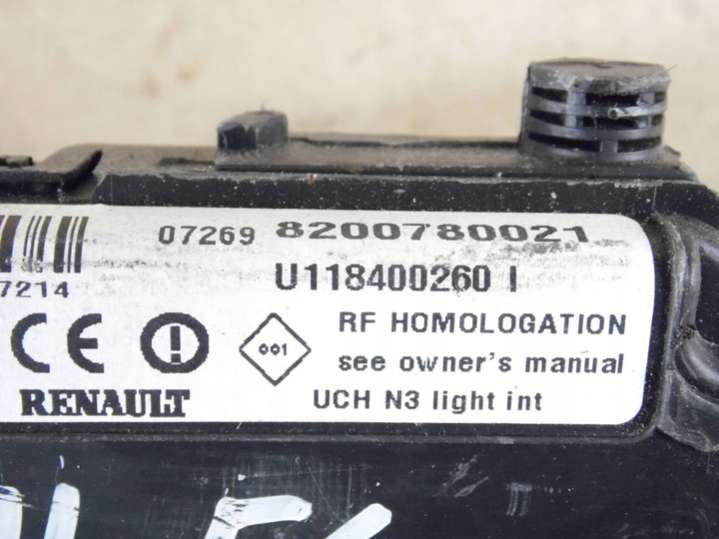 07269 8200780021
7214
U118400260 I
CE
001
RF HOMOLOGATION
see owner's manual
RENAULT
UCH N3 light int